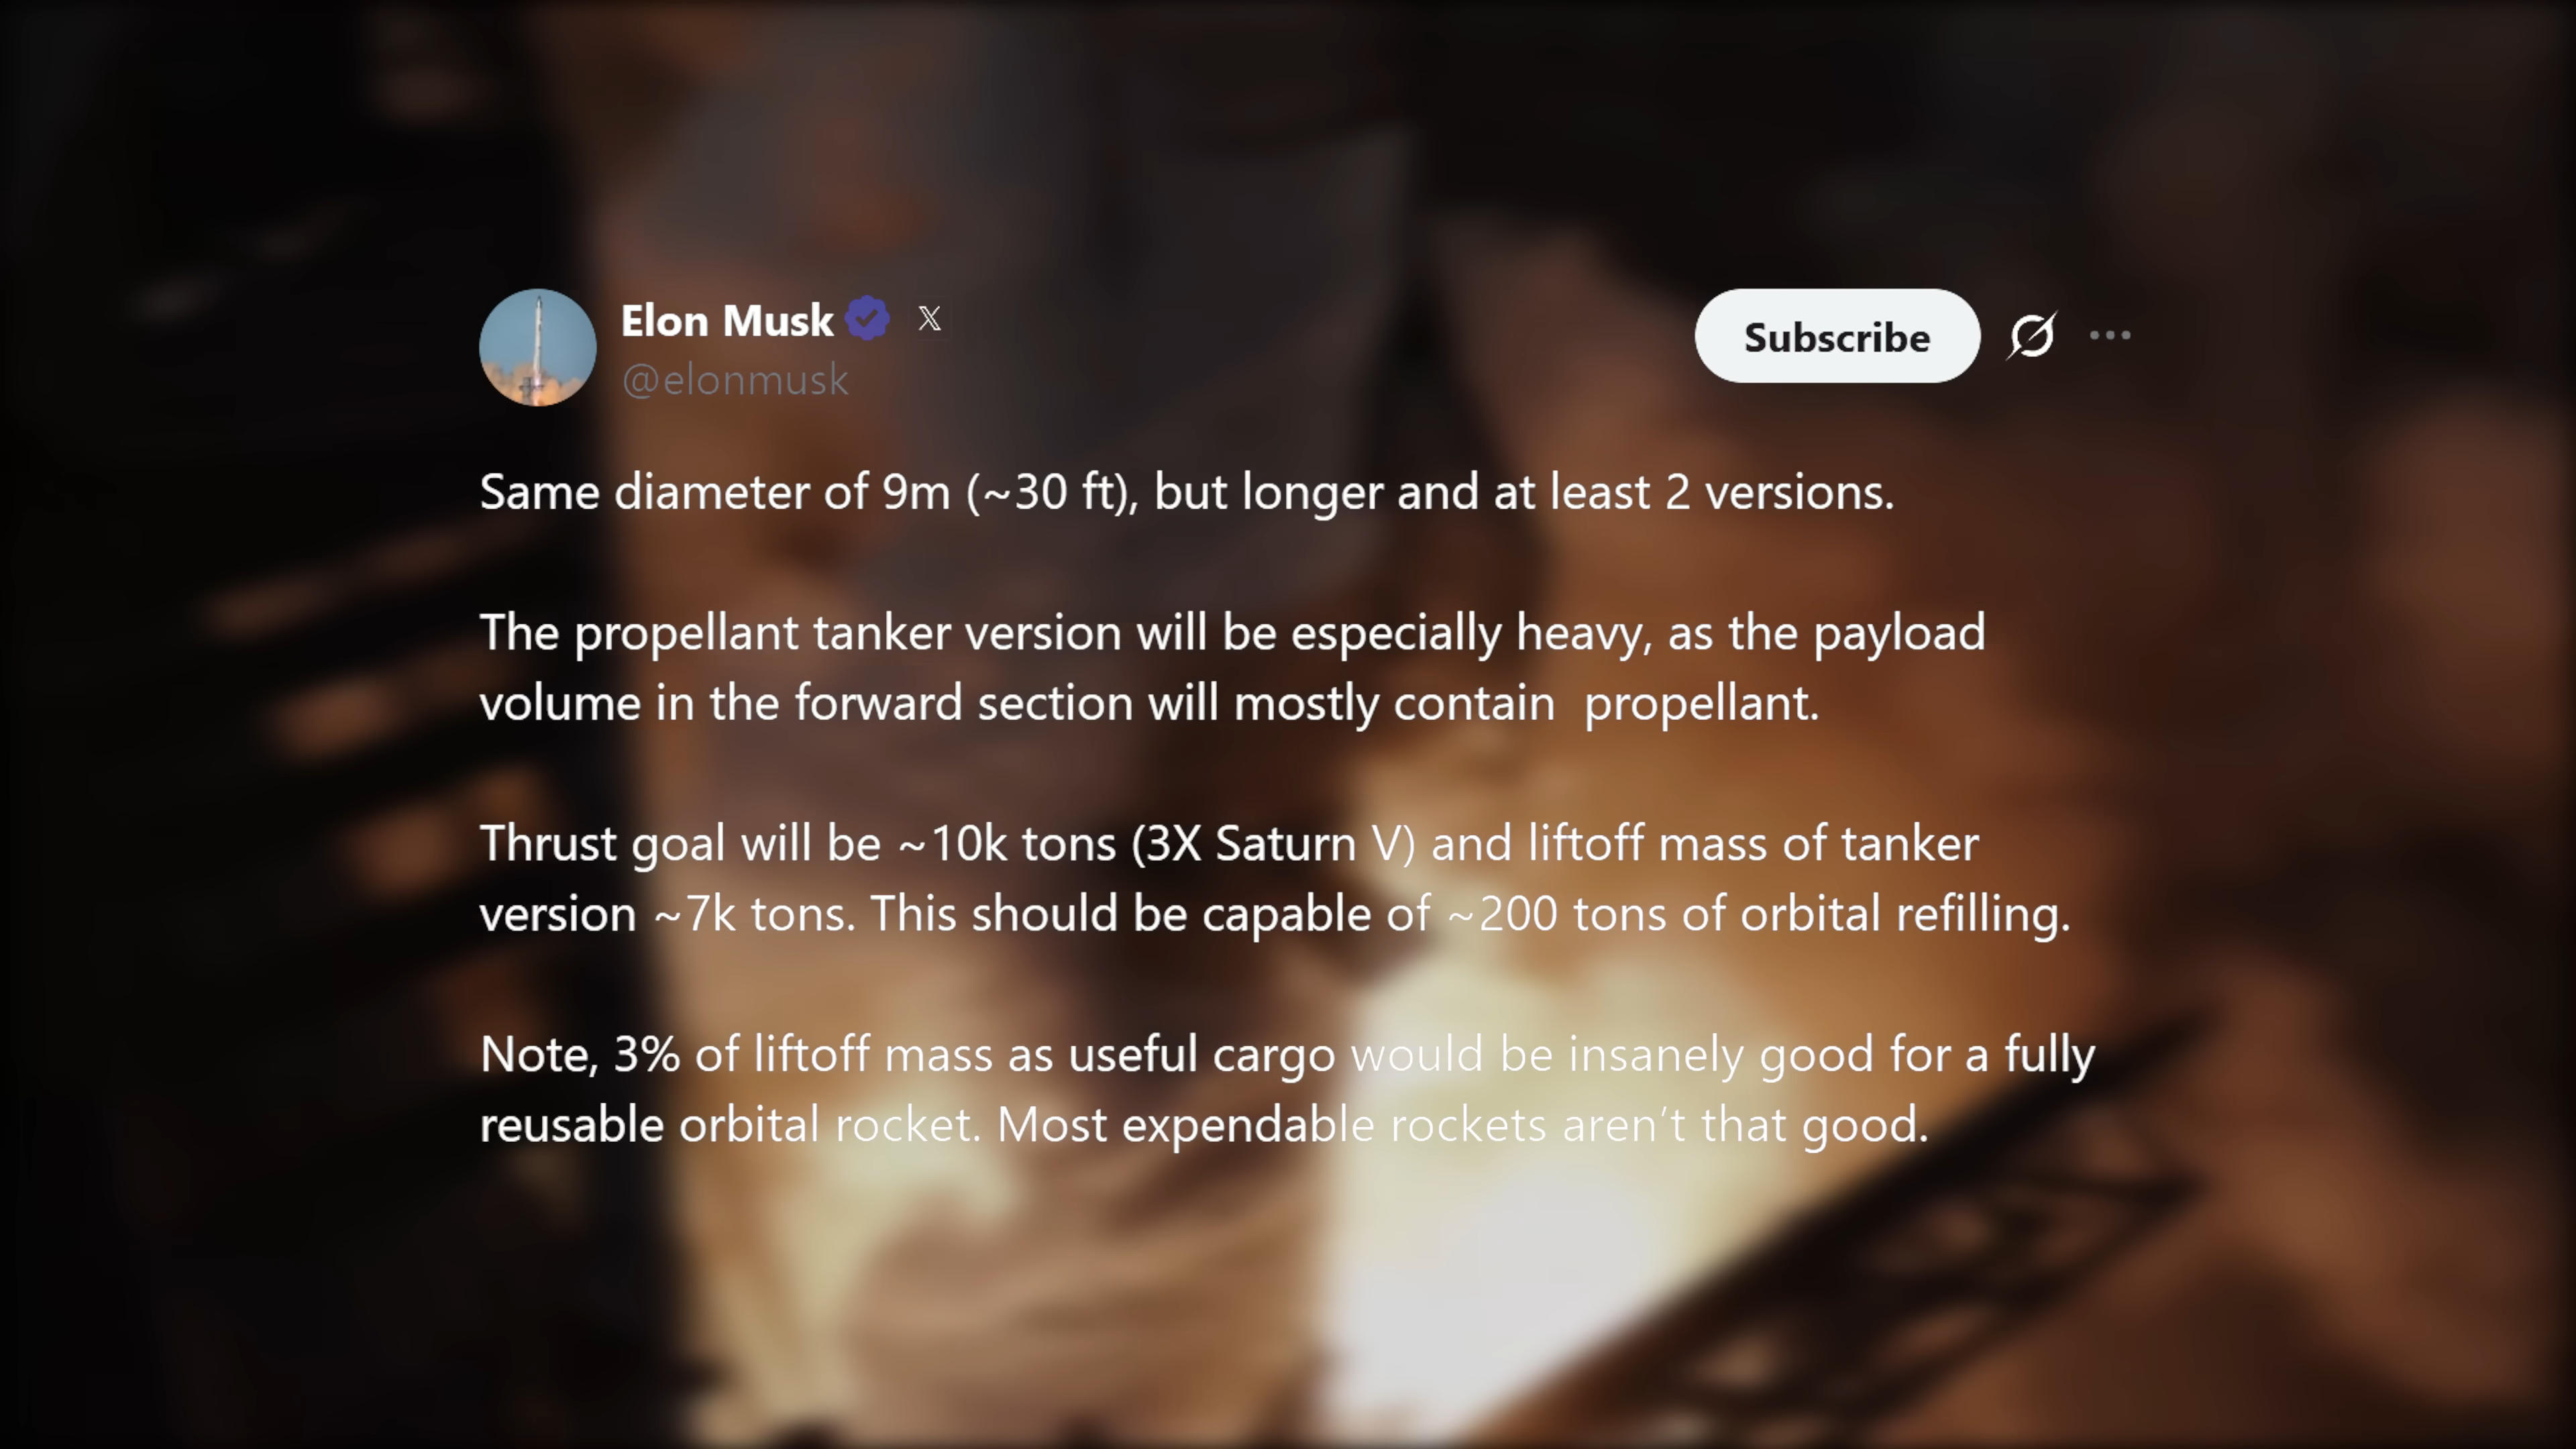 Elon Musk X
@elonmusk
Subscribe
Same diameter of 9m (~30 ft), but longer and at least 2 versions.
The propellant tanker version will be especially heavy, as the payload
volume in the forward section will mostly contain  propellant.
Thrust goal will be ~10k tons (3X Saturn V) and liftoff mass of tanker
version ~7k tons. This should be capable of ~200 tons of orbital refilling.
Note, 3% of liftoff mass as useful cargo would be insanely good for a fully
reusable orbital rocket. Most expendable rockets aren’t that good.